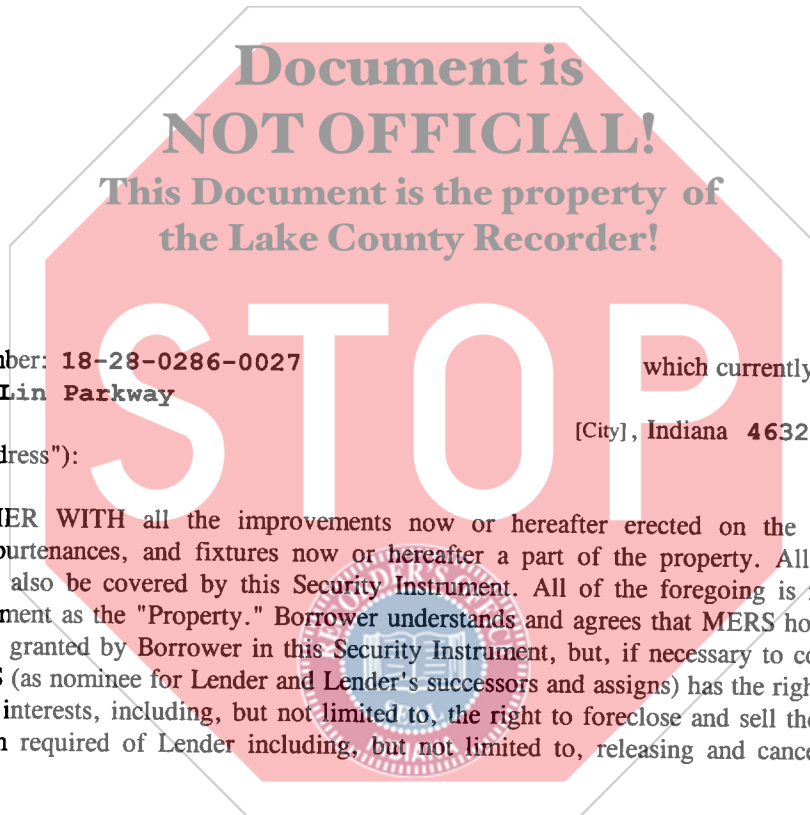 Document is
NOT OFFICIAL!
This Document is the property of
the Lake County Recorder!
STOP
nber: 18-28-0286-0027 which currently
Lin Parkway
[City], Indiana 4632
dress"):
IER WITH all the improvements now or hereafter erected on the
ourtenances, and fixtures now or hereafter a part of the property. All
also be covered by this Security Instrument. All of the foregoing is
ment as the "Property." Borrower understands and agrees that MERS ho
granted by Borrower in this Security Instrument, but, if necessary to co
S (as nominee for Lender and Lender's successors and assigns) has the righ
interests, including, but not limited to, the right to foreclose and sell the
n required of Lender including, but not limited to, releasing and cance